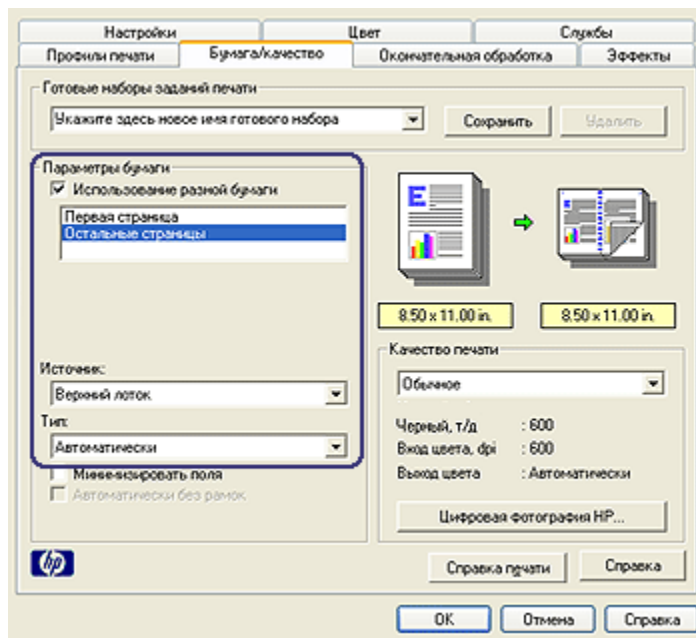 Настройки Цвет Службы
Профили печати Бумага/качество Окончательная обработка Эффекты
Готовые наборы заданий печати
Укажите здесь новое имя готового набора Сохранить Удалить
Параметры бумаги
Использование разной бумаги
Первая страница
Остальные страницы
E
8.50 x 11.00 in. 8.50 x 11.00 in.
Качество печати
Обычное
Источник:
Верхний лоток
Тип:
Автоматически
Черный, т/д : 600
Вход цвета, dpi : 600
Выход цвета : Автоматически
Минимизировать поля
Автоматически без рамок
Цифровая фотография HP...
hp
Справка печати Справка
OK Отмена Справка